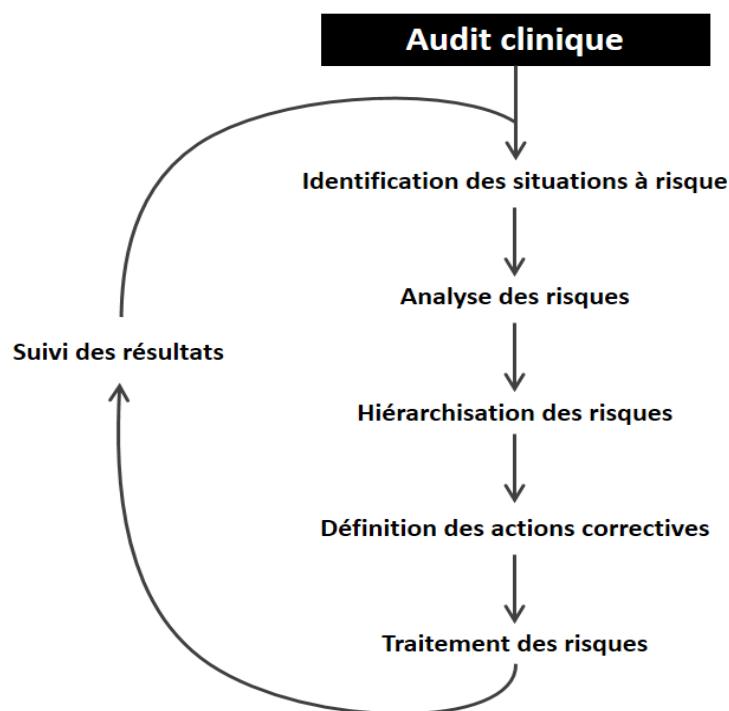 Audit clinique
Identification des situations à risque
Analyse des risques
Suivi des résultats
Hiérarchisation des risques
Définition des actions correctives
Traitement des risques